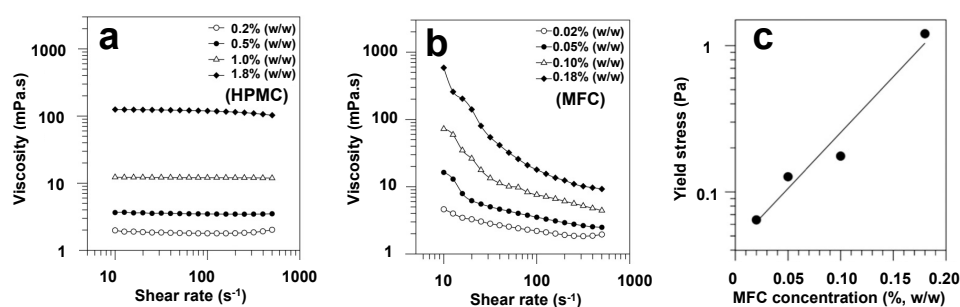 a
0.2% (w/w)
0.5% (w/w)
1.0% (w/w)
1.8% (w/w)
(HPMC)
1000
100
10
1
Viscosity (mPa.s)
10
100
1000
Shear rate (s-1)
b
0.02% (w/w)
0.05% (w/w)
0.10% (w/w)
0.18% (w/w)
(MFC)
1000
100
10
1
Viscosity (mPa.s)
10
100
1000
Shear rate (s-1)
c
1
0.1
Yield stress (Pa)
0
0.05
0.10
0.15
0.20
MFC concentration (%, w/w)